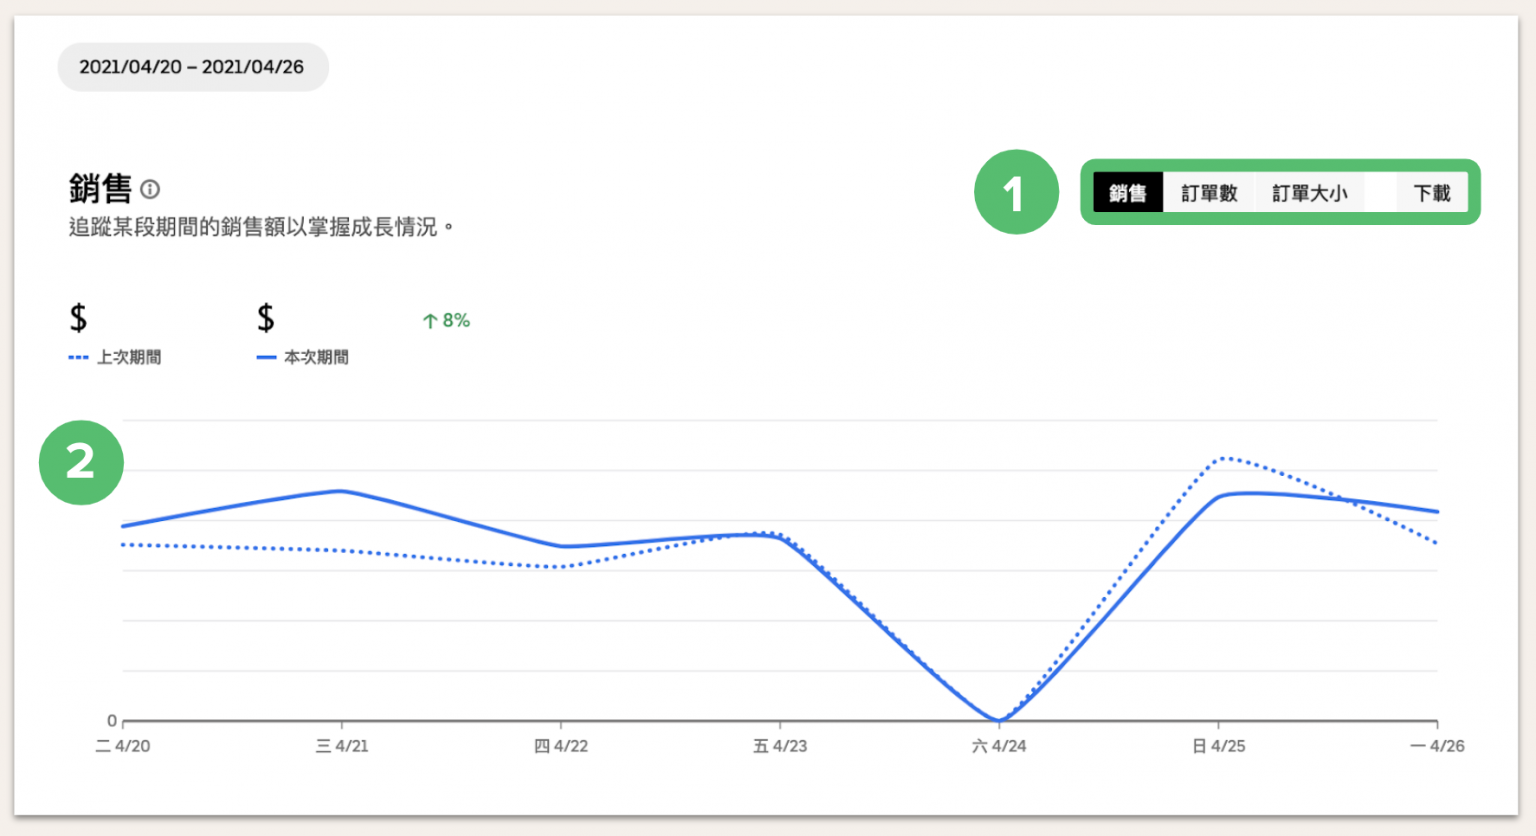 2021/04/20 – 2021/04/26
銷售
追蹤某段期間的銷售額以掌握成長情況。
1
銷售 訂單數 訂單大小 下載
$ $ ↑ 8%
上次期間 本次期間
2
0
二 4/20 三 4/21 四 4/22 五 4/23 六 4/24 日 4/25 一 4/26